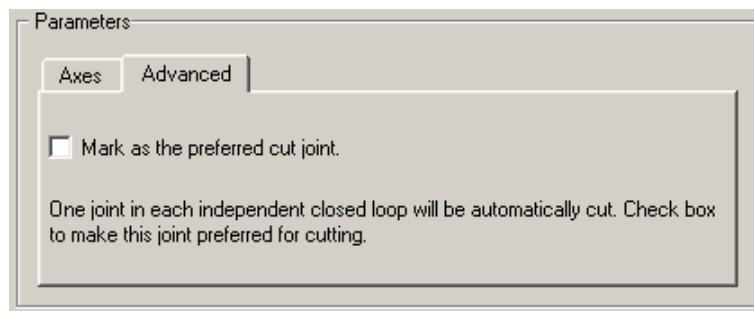 Parameters
Axes Advanced
Mark as the preferred cut joint.
One joint in each independent closed loop will be automatically cut. Check box
to make this joint preferred for cutting.